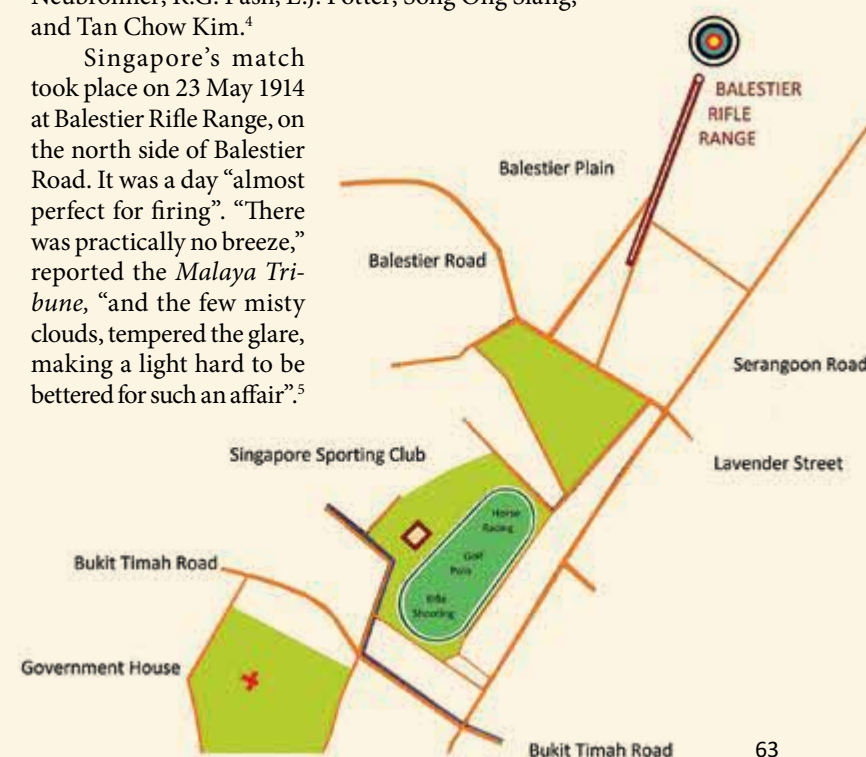 Neubronner, R.G. Pash, Potter, Song Ong Siang,
and Tan Chow Kim.⁴
Singapore’s match
took place on 23 May 1914
at Balestier Rifle Range, on
the north side of Balestier
Road. It was a day “almost
perfect for firing”. “There
was practically no breeze,”
reported the Malaya Tri-
bune, “and the few misty
clouds, tempered the glare,
making a light hard to be
bettered for such an affair”.⁵
BALESTIER
RIFLE
RANGE
Balestier Plain
Balestier Road
Serangoon Road
Lavender Street
Singapore Sporting Club
Horse
Racing
Golf
Polo
Rifle
Shooting
Bukit Timah Road
Government House
Bukit Timah Road
63